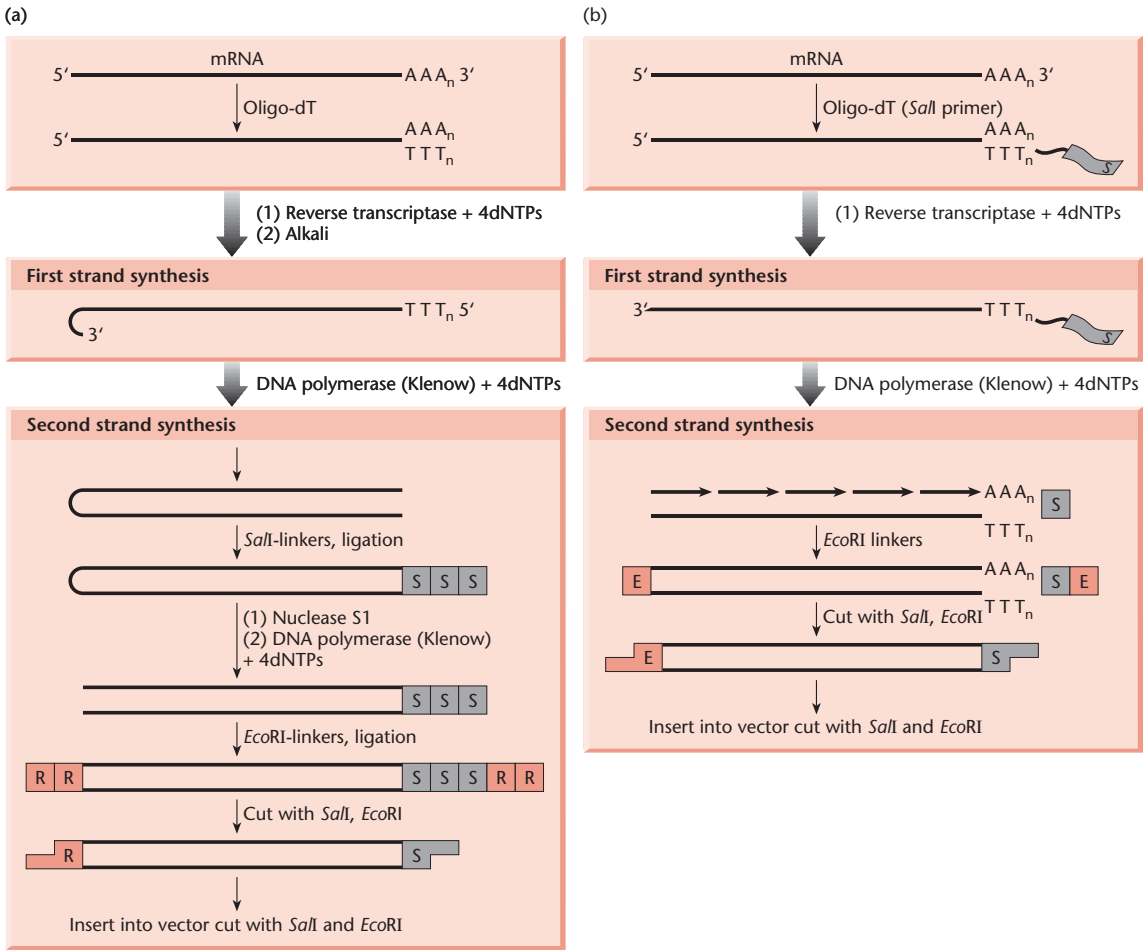 (a)
mRNA
5′ AAAn 3′
Oligo-dT
5′ AAAn
TTTn
(1) Reverse transcriptase + 4dNTPs
(2) Alkali
First strand synthesis
TTTn 5′
3′
DNA polymerase (Klenow) + 4dNTPs
Second strand synthesis
SalI-linkers, ligation
S S S
(1) Nuclease S1
(2) DNA polymerase (Klenow)
+ 4dNTPs
S S S
EcoRI-linkers, ligation
R R S S S R R
Cut with SalI, EcoRI
R S
Insert into vector cut with SalI and EcoRI
(b)
mRNA
5′ AAAn 3′
Oligo-dT (SalI primer)
5′ AAAn
TTTn S
(1) Reverse transcriptase + 4dNTPs
First strand synthesis
3′ TTTn S
DNA polymerase (Klenow) + 4dNTPs
Second strand synthesis
AAAn S
TTTn
EcoRI linkers
E AAAn S E
TTTn
Cut with SalI, EcoRI
E S
Insert into vector cut with SalI and EcoRI